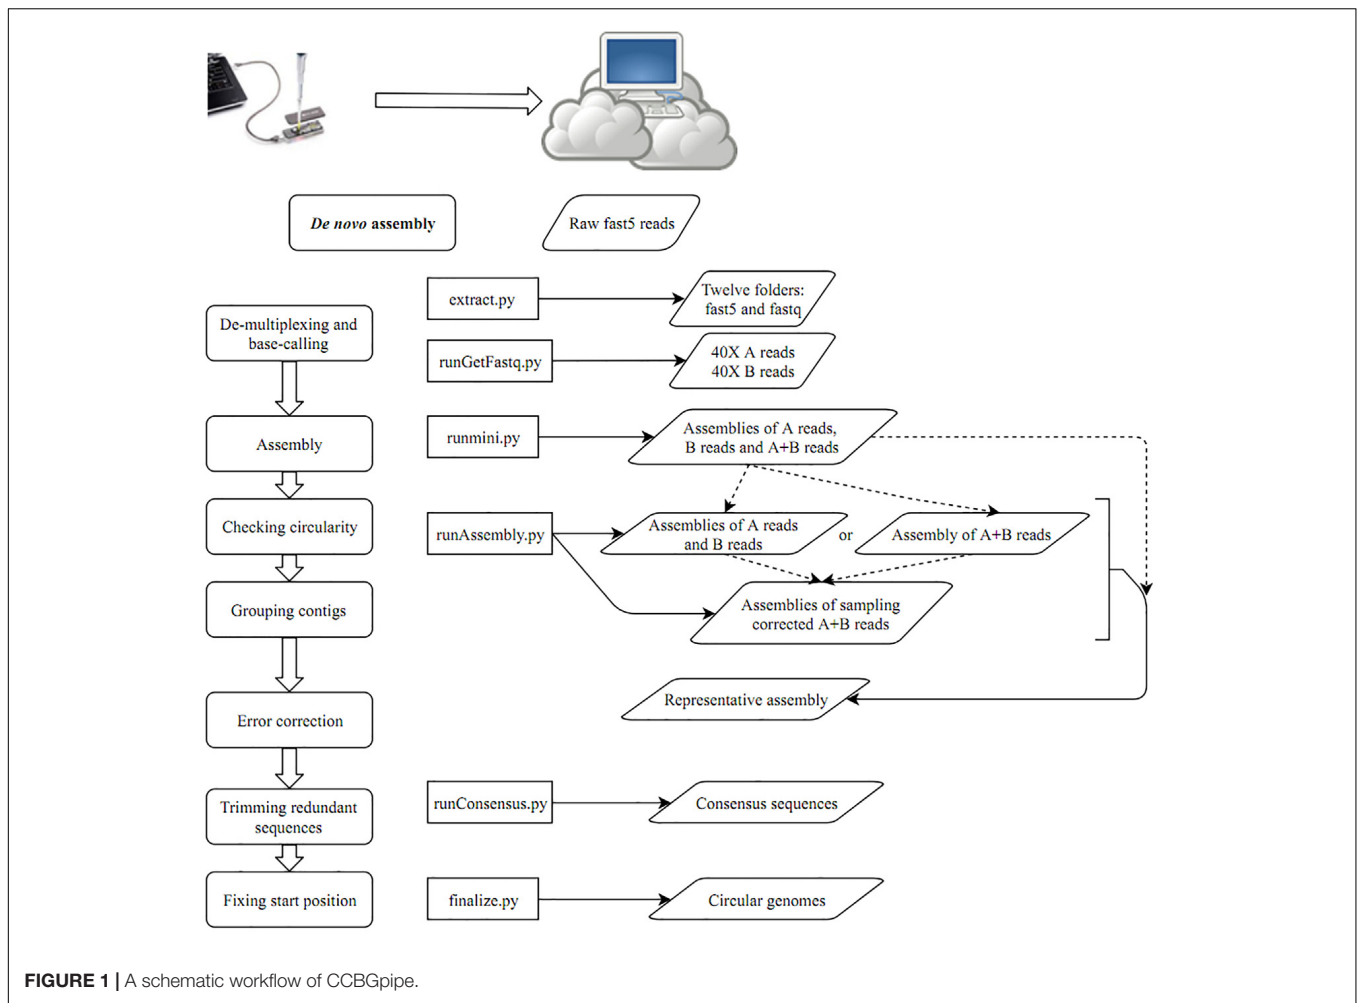 De novo assembly
Raw fast5 reads
extract.py
Twelve folders:
fast5 and fastq
De-multiplexing and
base-calling
runGetFastq.py
40X A reads
40X B reads
Assembly
runmini.py
Assemblies of A reads,
B reads and A+B reads
Checking circularity
runAssembly.py
Assemblies of A reads
and B reads
or
Assembly of A+B reads
Grouping contigs
Assemblies of sampling
corrected A+B reads
Representative assembly
Error correction
Trimming redundant
sequences
runConsensus.py
Consensus sequences
Fixing start position
finalize.py
Circular genomes
FIGURE 1 | A schematic workflow of CCBGpipe.